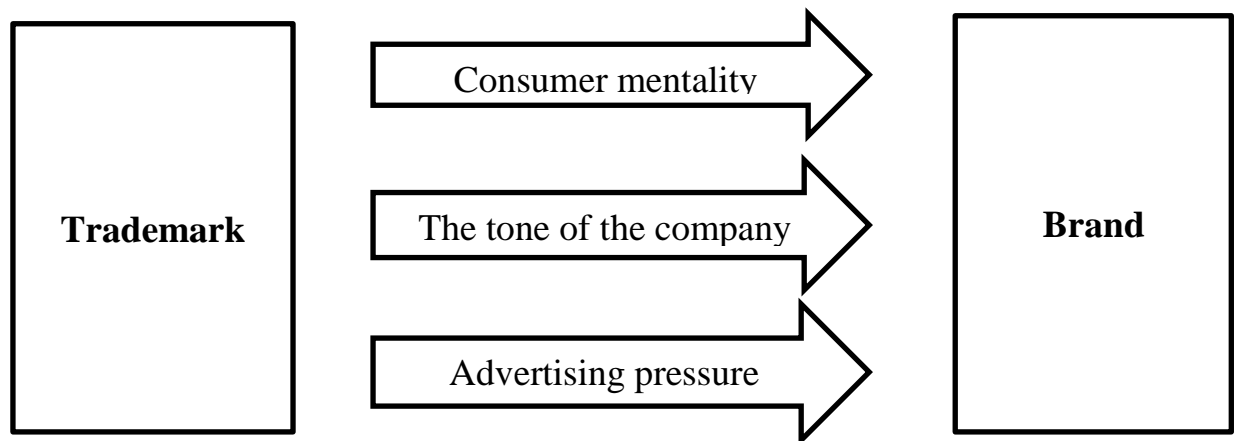 Trademark
Consumer mentality
The tone of the company
Advertising pressure
Brand